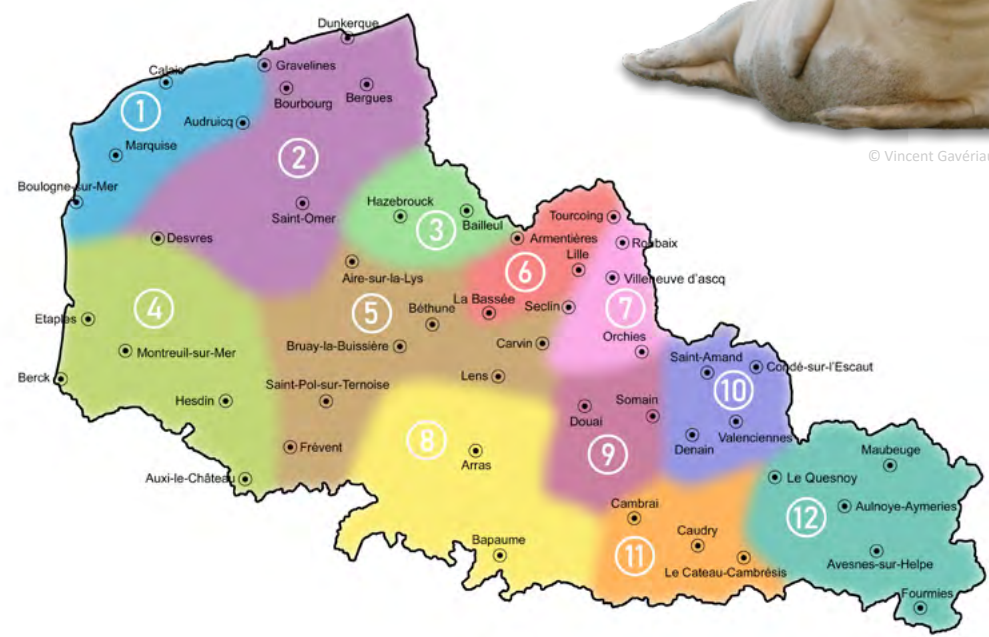 Dunkerque
Calais
Gravelines
Bourbourg
Bergues
1
Audruicq
Marquise
2
© Vincent Gavériau
Boulogne-sur-Mer
Saint-Omer
Hazebrouck
3
Bailleul
Tourcoing
Desvres
Armentières
Roubaix
Lille
Aire-sur-la-Lys
6
Villeneuve d'ascq
4
5
Béthune
La Bassée
Seclin
7
Etaples
Bruay-la-Buissière
Carvin
Orchies
Montreuil-sur-Mer
Saint-Amand
Condé-sur-l'Escaut
Berck
Saint-Pol-sur-Ternoise
Lens
10
Hesdin
Douai
Somain
8
Valenciennes
Frévent
Arras
9
Denain
Maubeuge
Auxi-le-Château
Le Quesnoy
Cambrai
12
Aulnoye-Aymeries
Bapaume
11
Caudry
Le Cateau-Cambrésis
Avesnes-sur-Helpe
Fourmies